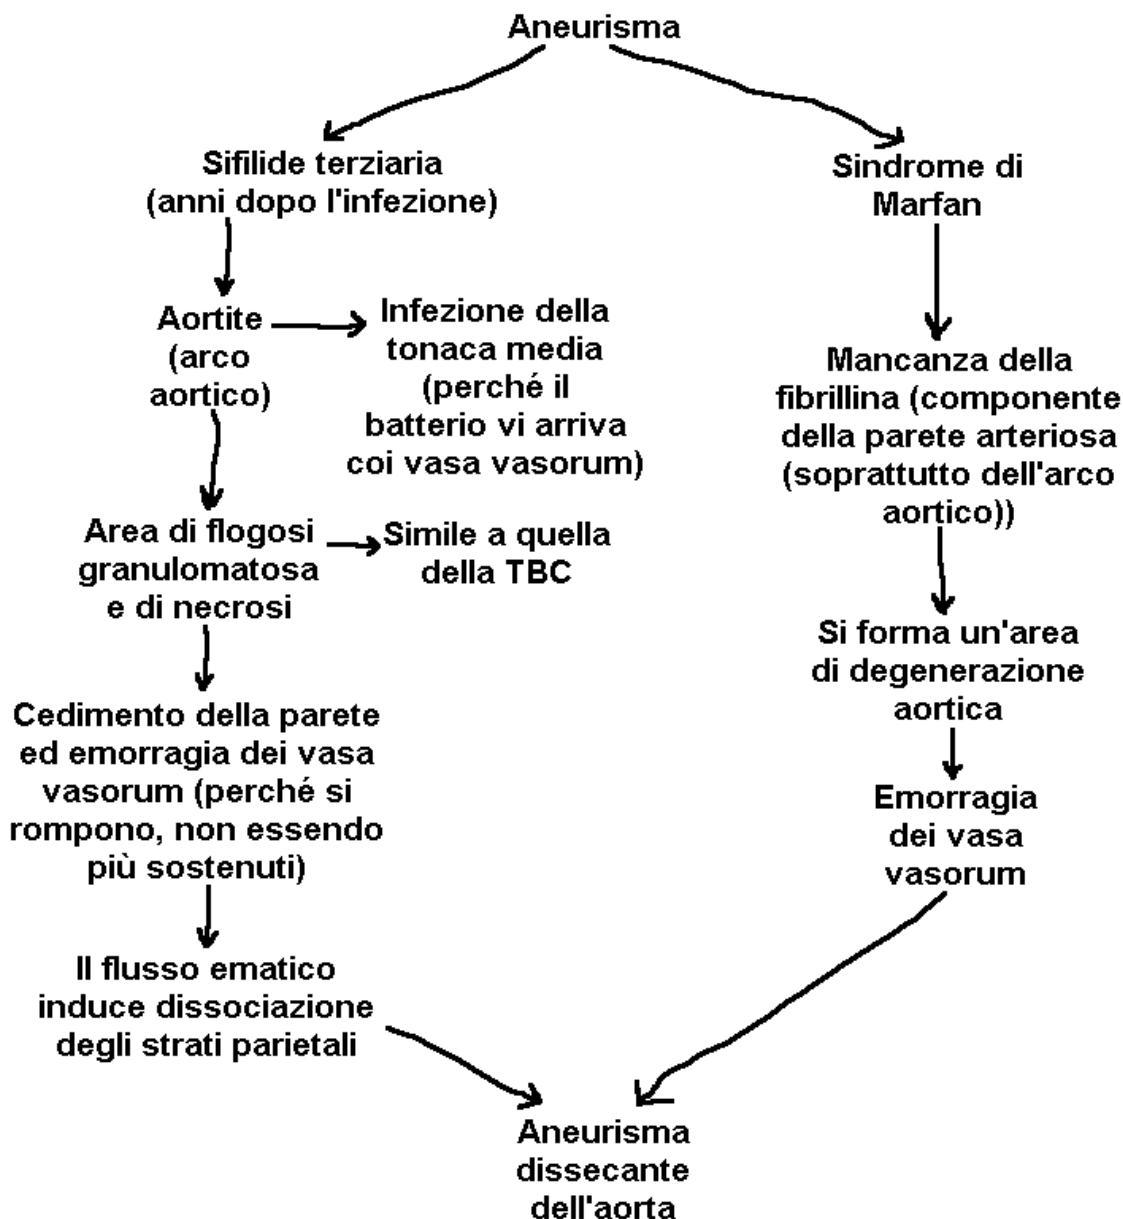 Aneurisma
Sifilide terziaria
(anni dopo l'infezione)
Aortite
(arco
aortico)
Infezione della
tonaca media
(perché il
batterio vi arriva
coi vasa vasorum)
Area di flogosi
granulomatosa
e di necrosi
Simile a quella
della TBC
Cedimento della parete
ed emorragia dei vasa
vasorum (perché si
rompono, non essendo
più sostenuti)
Il flusso ematico
induce dissociazione
degli strati parietali
Sindrome di
Marfan
Mancanza della
fibrillina (componente
della parete arteriosa
(soprattutto dell'arco
aortico))
Si forma un'area
di degenerazione
aortica
Emorragia
dei vasa
vasorum
Aneurisma
dissecante
dell'aorta